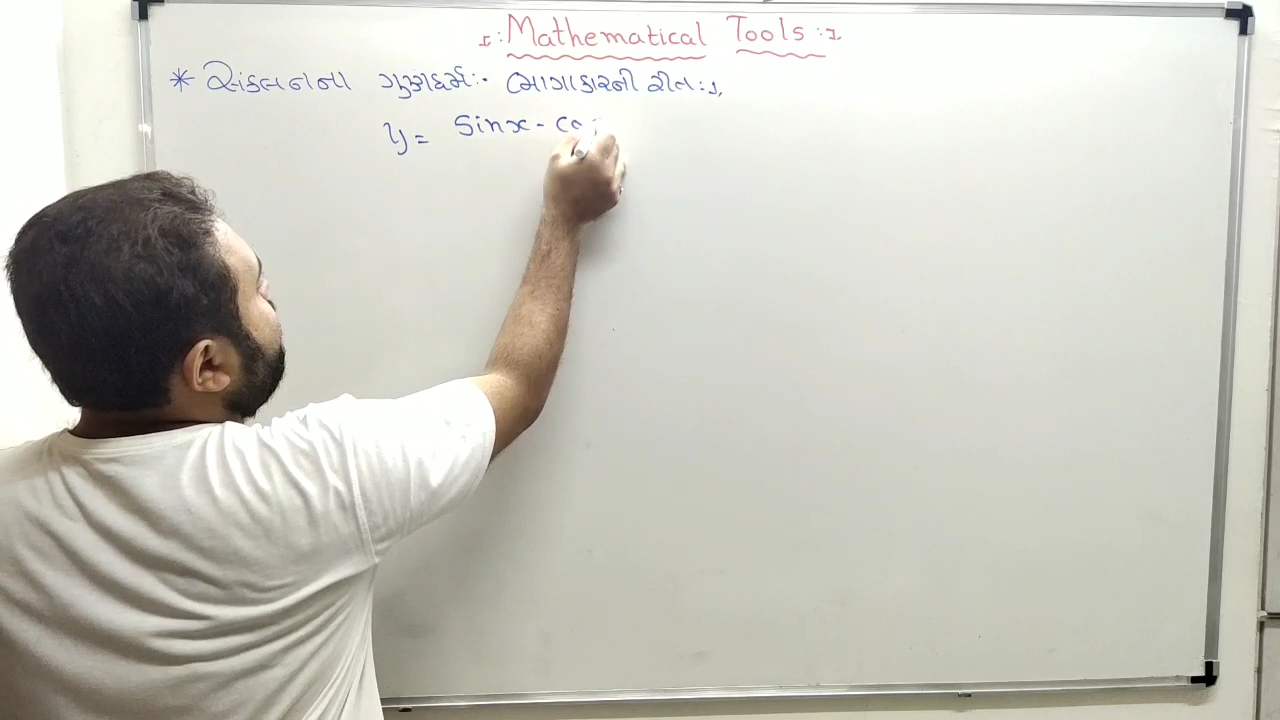 Mathematical Tools
* સંકલનના ગુણધર્મ :- ભાગાકારની રીત :-
y = Sinx - co